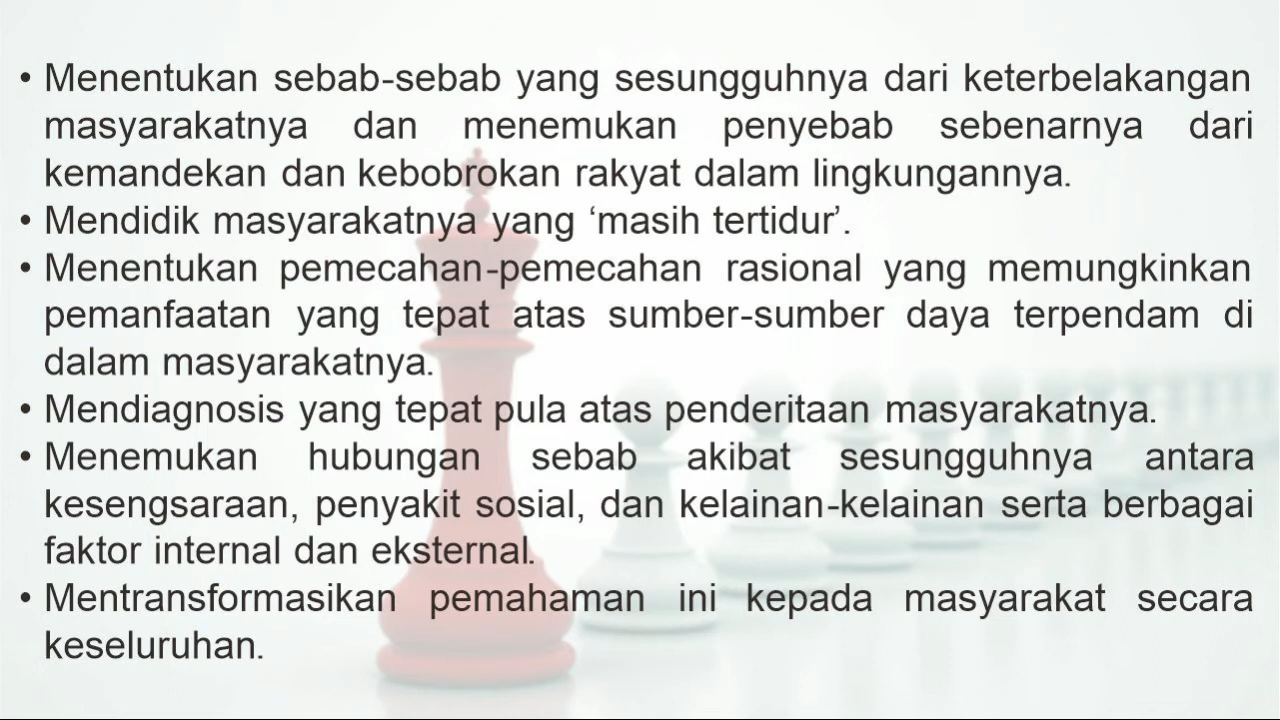 • Menentukan sebab-sebab yang sesungguhnya dari keterbelakangan
masyarakatnya dan menemukan penyebab sebenarnya dari
kemandekan dan kebobrokan rakyat dalam lingkungannya.
• Mendidik masyarakatnya yang ‘masih tertidur’.
• Menentukan pemecahan-pemecahan rasional yang memungkinkan
pemanfaatan yang tepat atas sumber-sumber daya terpendam di
dalam masyarakatnya.
• Mendiagnosis yang tepat pula atas penderitaan masyarakatnya.
• Menemukan hubungan sebab akibat sesungguhnya antara
kesengsaraan, penyakit sosial, dan kelainan-kelainan serta berbagai
faktor internal dan eksternal.
• Mentransformasikan pemahaman ini kepada masyarakat secara
keseluruhan.